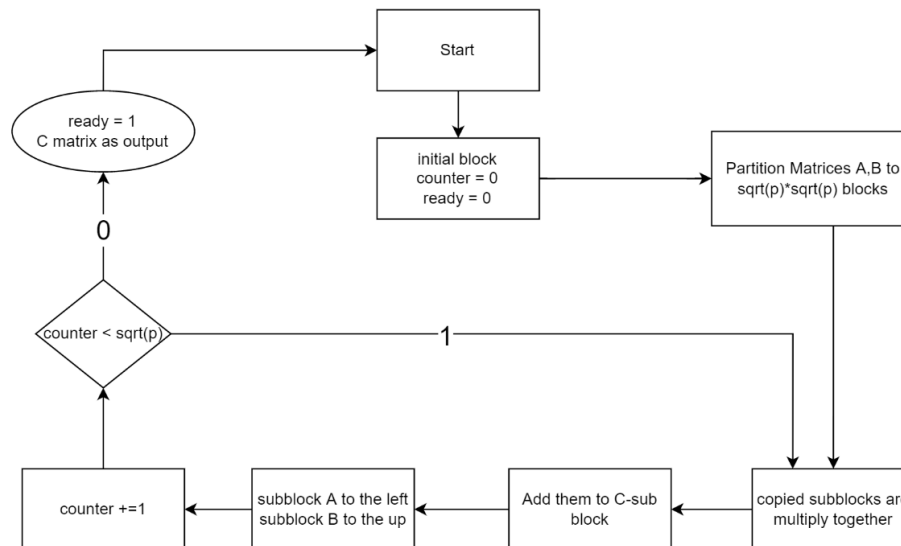 Start
initial block
counter = 0
ready = 0
Partition Matrices A,B to
sqrt(p)*sqrt(p) blocks
copied subblocks are
multiply together
Add them to C-sub
block
subblock A to the left
subblock B to the up
counter +=1
counter < sqrt(p)
1
0
ready = 1
C matrix as output